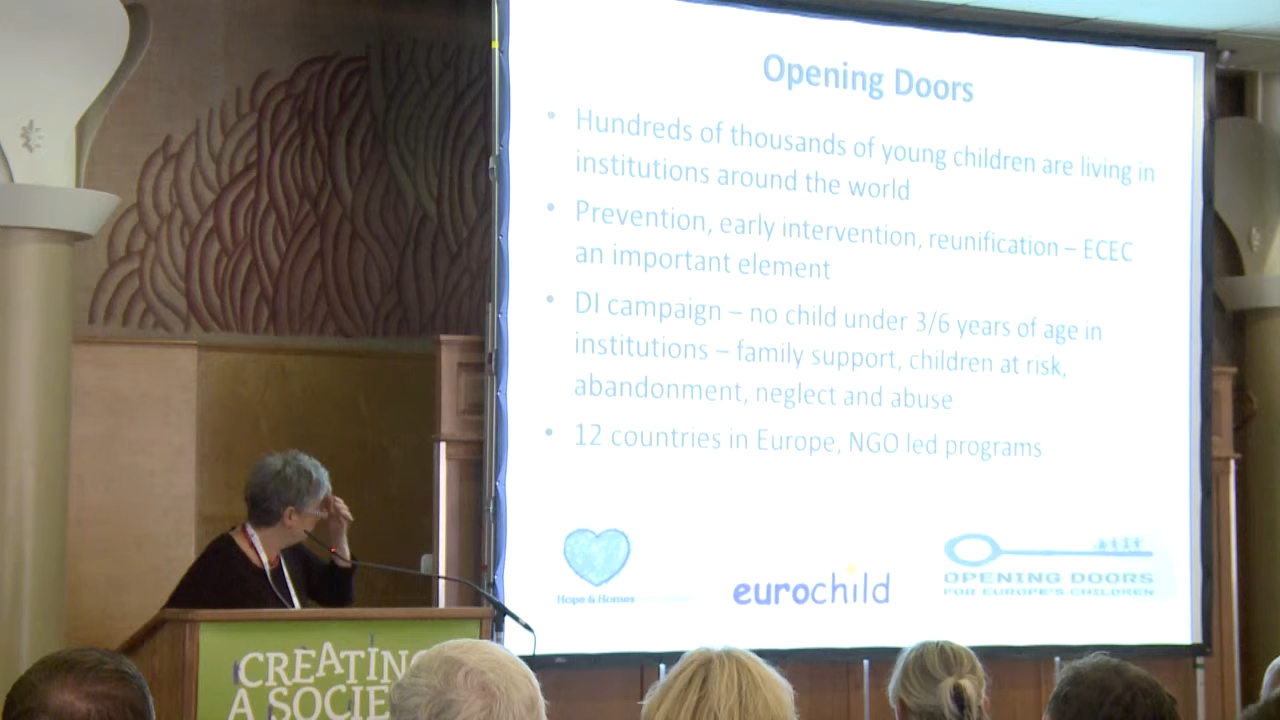 Opening Doors
• Hundreds of thousands of young children are living in
institutions around the world
• Prevention, early intervention, reunification – ECEC
an important element
• DI campaign – no child under 3/6 years of age in
institutions – family support, children at risk,
abandonment, neglect and abuse
• 12 countries in Europe, NGO led programs
Hope & Homes
eurochild
OPENING DOORS
FOR EUROPE'S CHILDREN
CREATING
A SOCIE